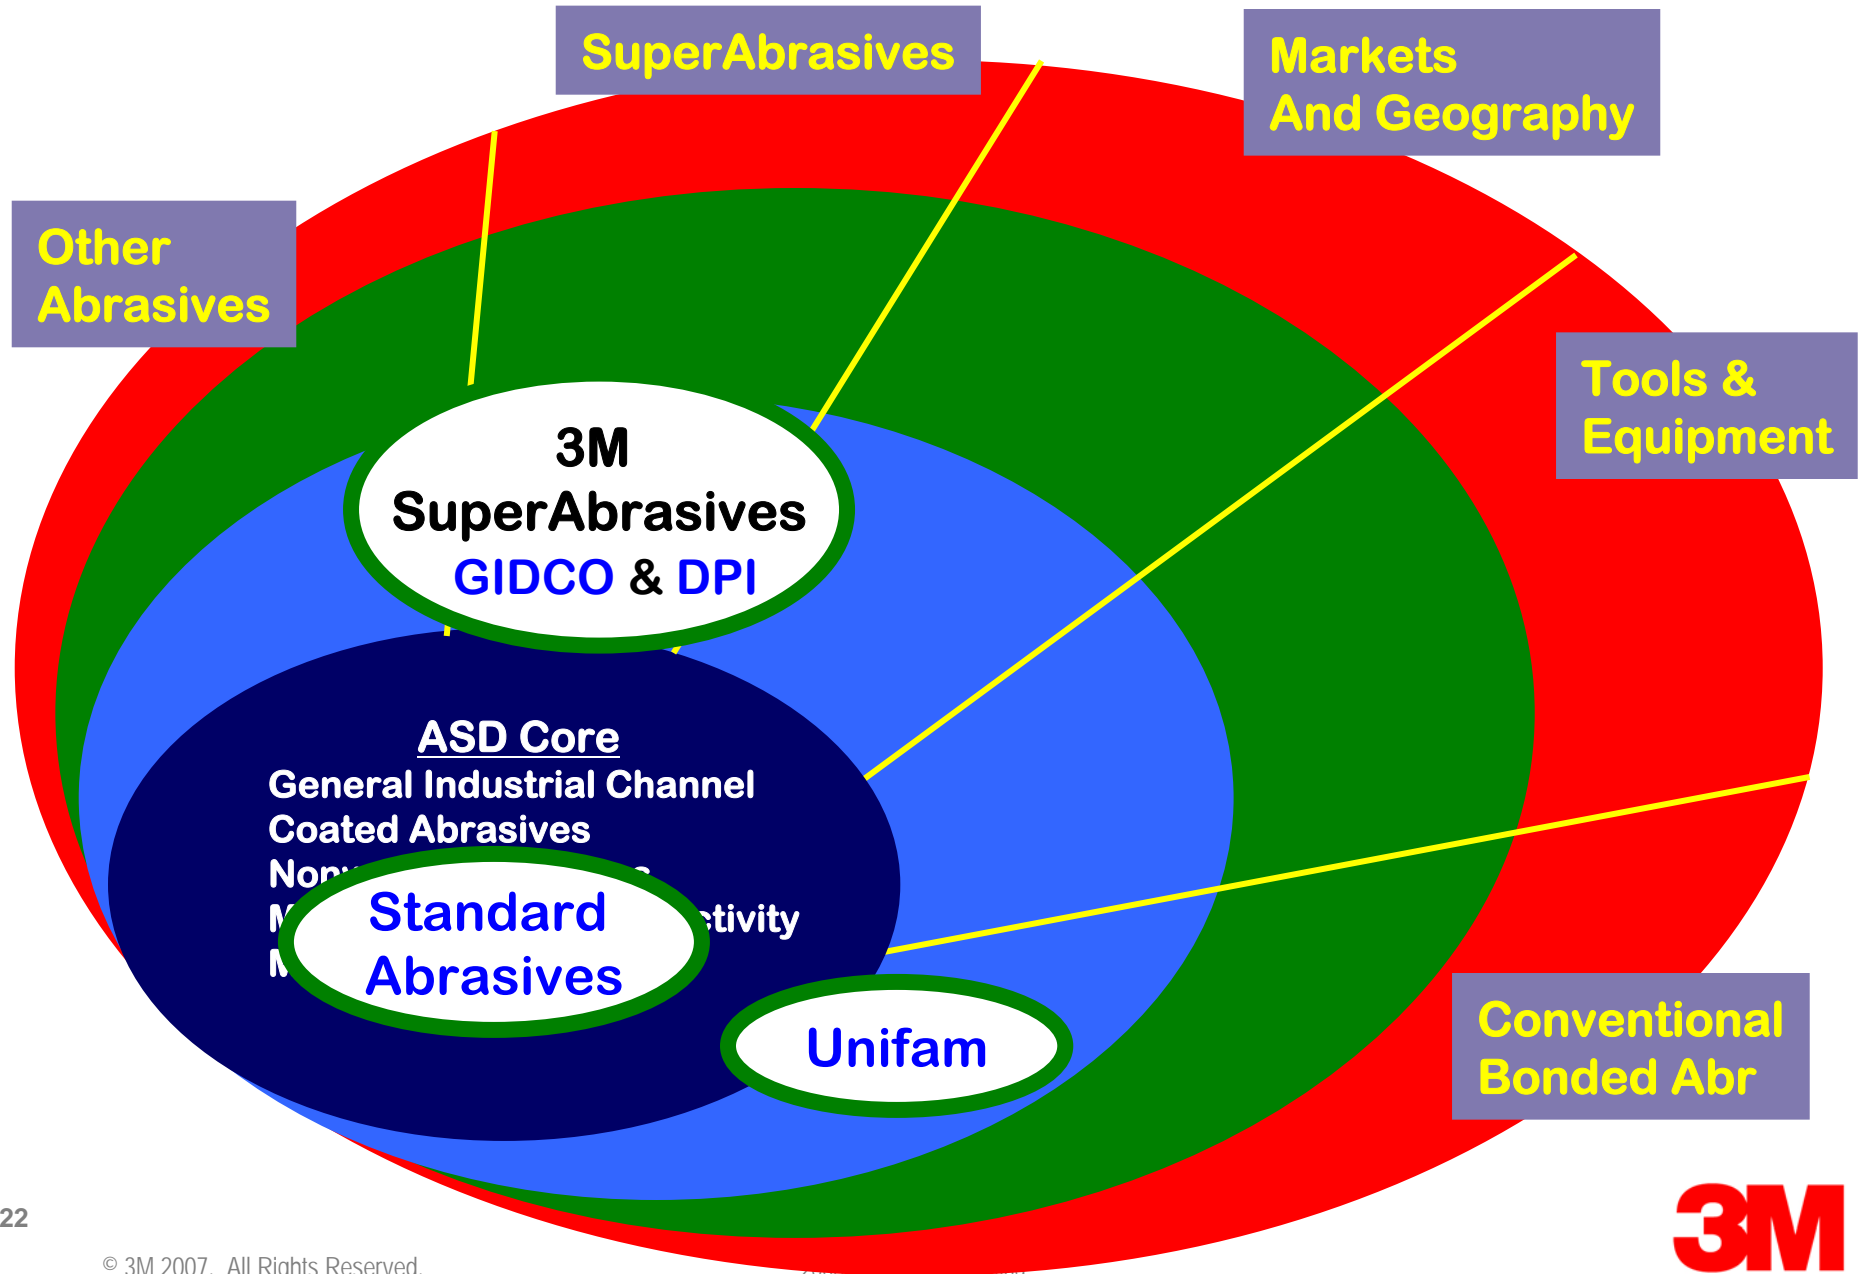 SuperAbrasives
Markets
And Geography
Other
Abrasives
Tools &
Equipment
3M
SuperAbrasives
GIDCO & DPI
ASD Core
General Industrial Channel
Coated Abrasives
Standard
Abrasives
Unifam
Conventional
Bonded Abr
22
3M
© 3M 2007. All Rights Reserved.